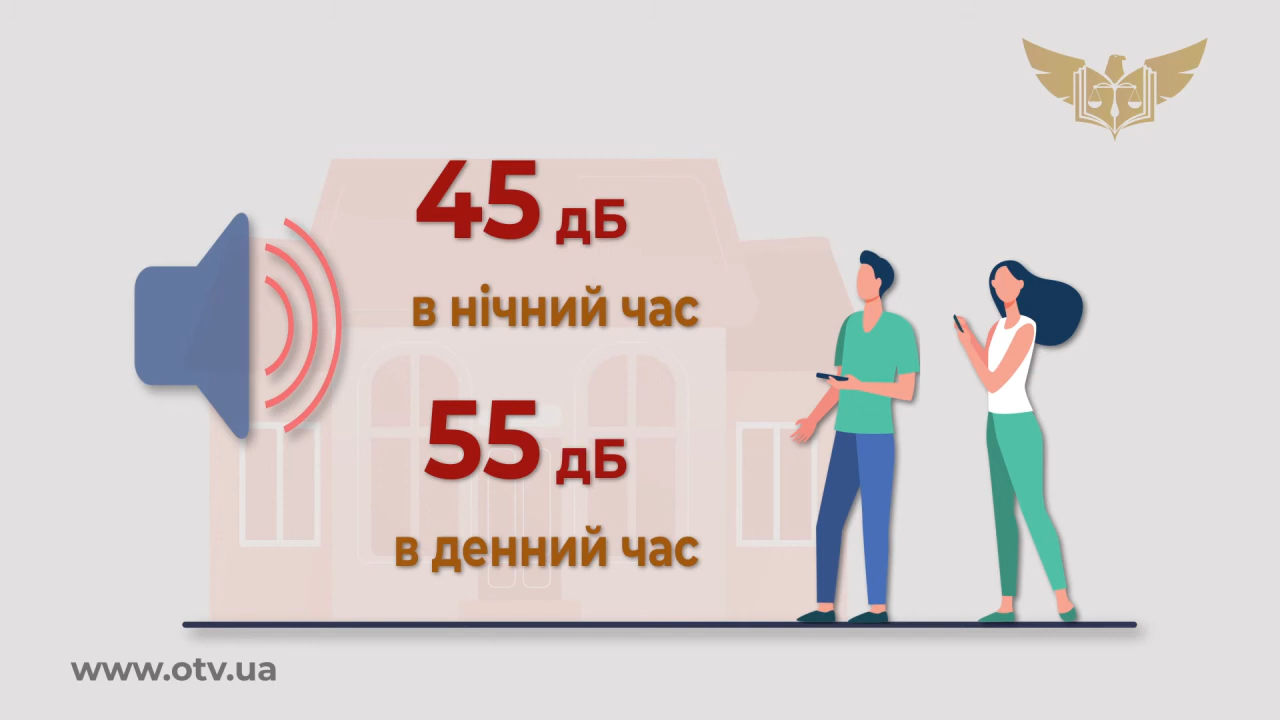 45 дБ
в нічний час
55 дБ
в денний час
www.otv.ua